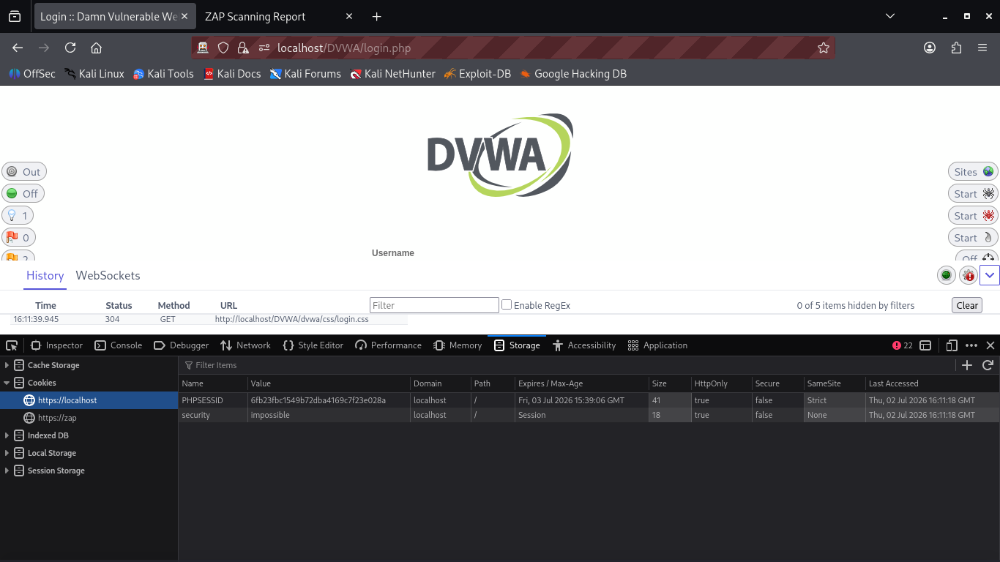 Login :: Damn Vulnerable We
ZAP Scanning Report
localhost/DVWA/login.php
OffSec Kali Linux Kali Tools Kali Docs Kali Forums Kali NetHunter Exploit-DB Google Hacking DB
DVWA
Out
Sites
Off
Start
1
Start
0
Start
Username
2
Off
History WebSockets
Time Status Method URL Filter Enable RegEx 0 of 5 items hidden by filters Clear
16:11:39.945 304 GET http://localhost/DVWA/dvwa/css/login.css
Inspector Console Debugger Network Style Editor Performance Memory Storage Accessibility Application 22
Cache Storage
Filter Items
Cookies
Name Value Domain Path Expires / Max-Age Size HttpOnly Secure SameSite Last Accessed
https://localhost
PHPSESSID 6fb23fbc1549b72dba4169c7f23e028a localhost / Fri, 03 Jul 2026 15:39:06 GMT 41 true false Strict Thu, 02 Jul 2026 16:11:18 GMT
security impossible localhost / Session 18 true false None Thu, 02 Jul 2026 16:11:18 GMT
https://zap
Indexed DB
Local Storage
Session Storage